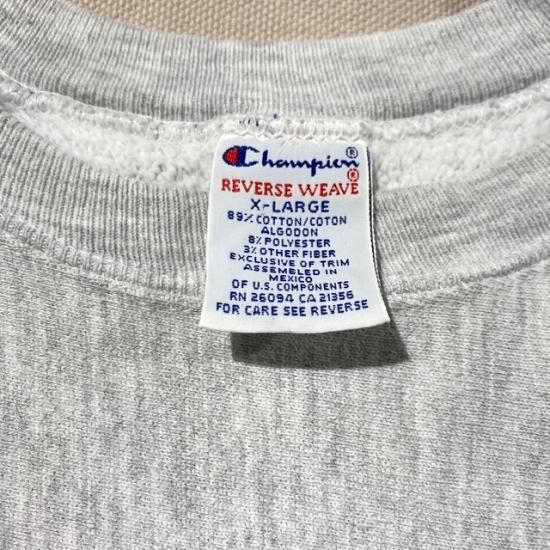 Champion®
REVERSE WEAVE®
X-LARGE
89% COTTON/COTON
ALGODON
8% POLYESTER
3% OTHER FIBER
EXCLUSIVE OF TRIM
ASSEMBLED IN
MEXICO
OF U.S. COMPONENTS
RN 26094 CA 21356
FOR CARE SEE REVERSE